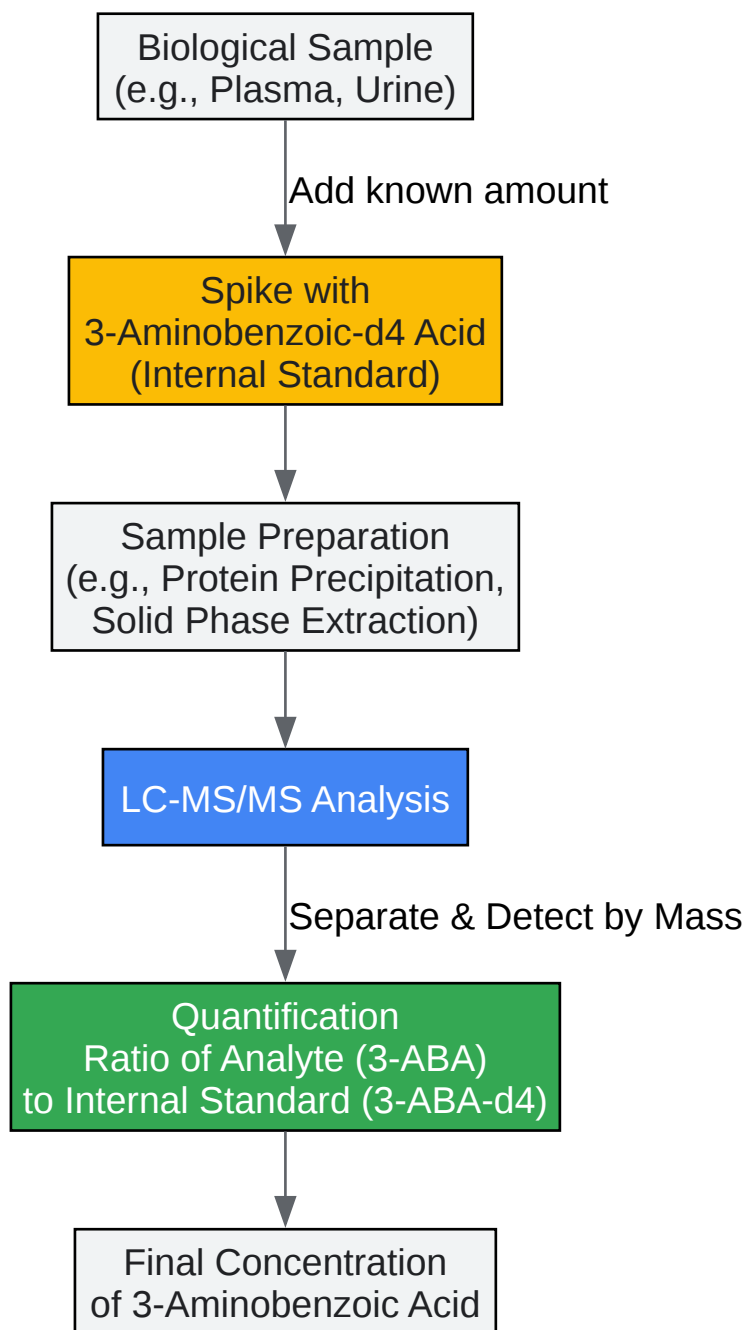 Biological Sample
(e.g., Plasma, Urine)
Add known amount
Spike with
3-Aminobenzoic-d4 Acid
(Internal Standard)
Sample Preparation
(e.g., Protein Precipitation,
Solid Phase Extraction)
LC-MS/MS Analysis
Separate & Detect by Mass
Quantification
Ratio of Analyte (3-ABA)
to Internal Standard (3-ABA-d4)
Final Concentration
of 3-Aminobenzoic Acid